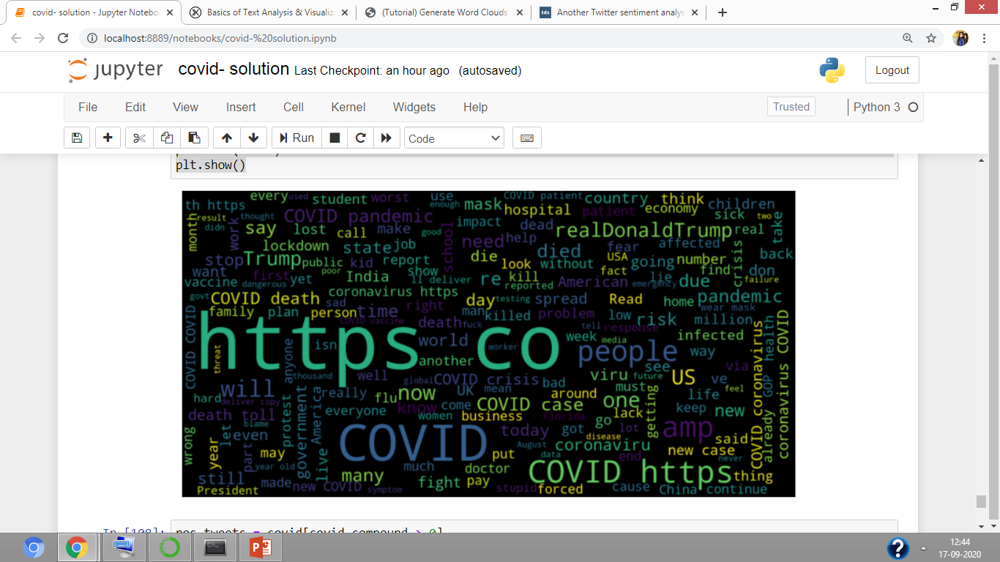 covid- solution - Jupyter Notebo
Basics of Text Analysis & Visualiz
(Tutorial) Generate Word Clouds
Another Twitter sentiment analys
localhost:8889/notebooks/covid-%20solution.ipynb
jupyter covid- solution Last Checkpoint: an hour ago (autosaved)
Logout
File Edit View Insert Cell Kernel Widgets Help
Trusted Python 3
Run Code
plt.show()
every used student worst use enough COVID patient country think children
th https
month result thought COVID pandemic mask hospital patient economy sick two take
didn work say lost call make good school impact dead realDonaldTrump real
lockdown state job need help died fear affected crisis back
stop Trump public kid report die look without USA going number
want first poor yet India show ll deliver re kill fact lie find don
vaccine dangerous coronavirus https reported American emergency due failure
govt COVID death sad day testing spread Read home pandemic
family plan person time right man killed problem low risk million wear mask
COVID COVID COVID vaccine death fuck tell response
https co isn world worker week media people infected way
threat anyone another see via health
thousand well global COVID crisis bad viru future US ve
will really flu now UK mean around must life feel GOP
hard deliver copy protest everyone know come COVID case one getting keep new
death toll government America women business Florida lack go lot
wrong let blame even COVID today got disease amp said already COVID coronavirus coronavirus COVID
year part may live August coronaviru new case
year old much put data end never
still many doctor COVID https thing
President made new COVID symptom fight pay stupid forced cause China continue
In [108]: pos_tweets = covid[covid.compound > 0]
12:44
17-09-2020